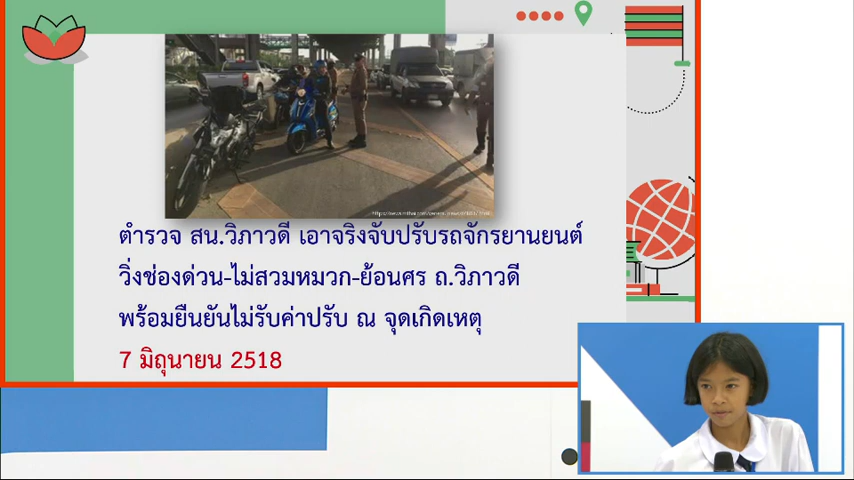 ตำรวจ สน.วิภาวดี เอาจริงจับปรับรถจักรยานยนต์
วิ่งช่องด่วน-ไม่สวมหมวก-ย้อนศร ถ.วิภาวดี
พร้อมยืนยันไม่รับค่าปรับ ณ จุดเกิดเหตุ
7 มิถุนายน 2518